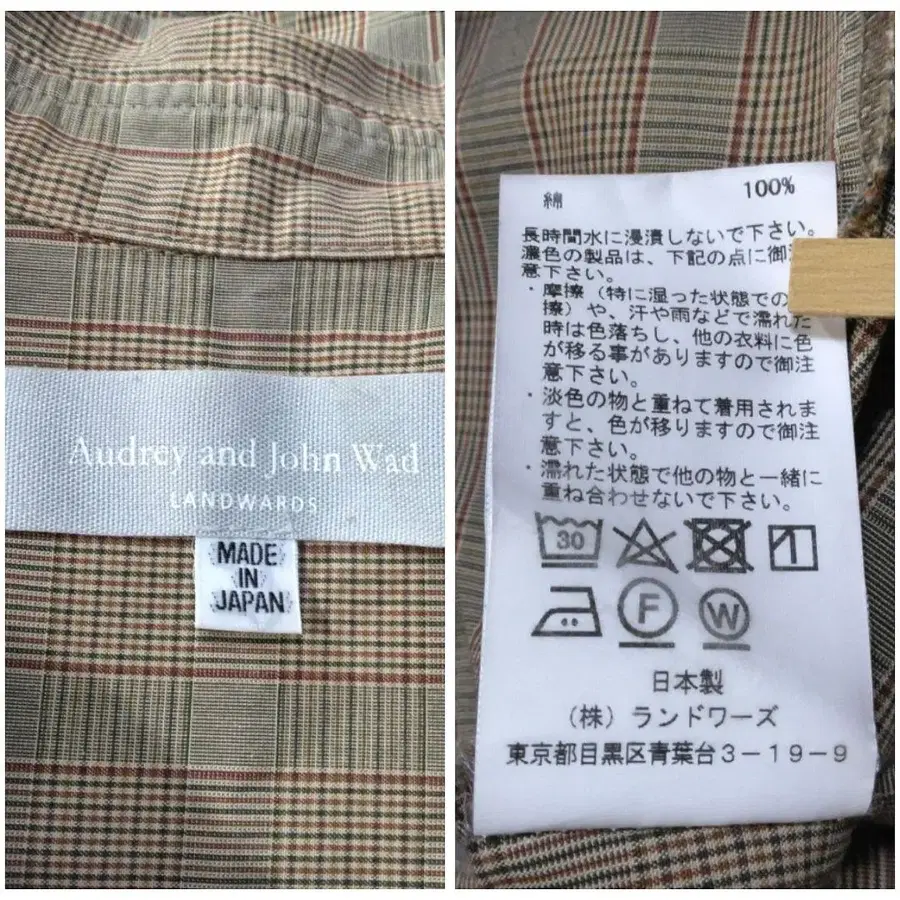 Audrey and John Wad
LANDWARDS
MADE
IN
JAPAN
綿 100%
長時間水に浸漬しないで下さい。
濃色の製品は、下記の点に御注
意下さい。
・摩擦（特に湿った状態での
擦）や、汗や雨などで濡れた
時は色落ちし、他の衣料に色
が移る事がありますので御注
意下さい。
・淡色の物と重ねて着用されま
すと、色が移りますので御注
意下さい。
・濡れた状態で他の物と一緒に
重ね合わせないで下さい。
30
F
W
日本製
（株）ランドワーズ
東京都目黒区青葉台3-19-9